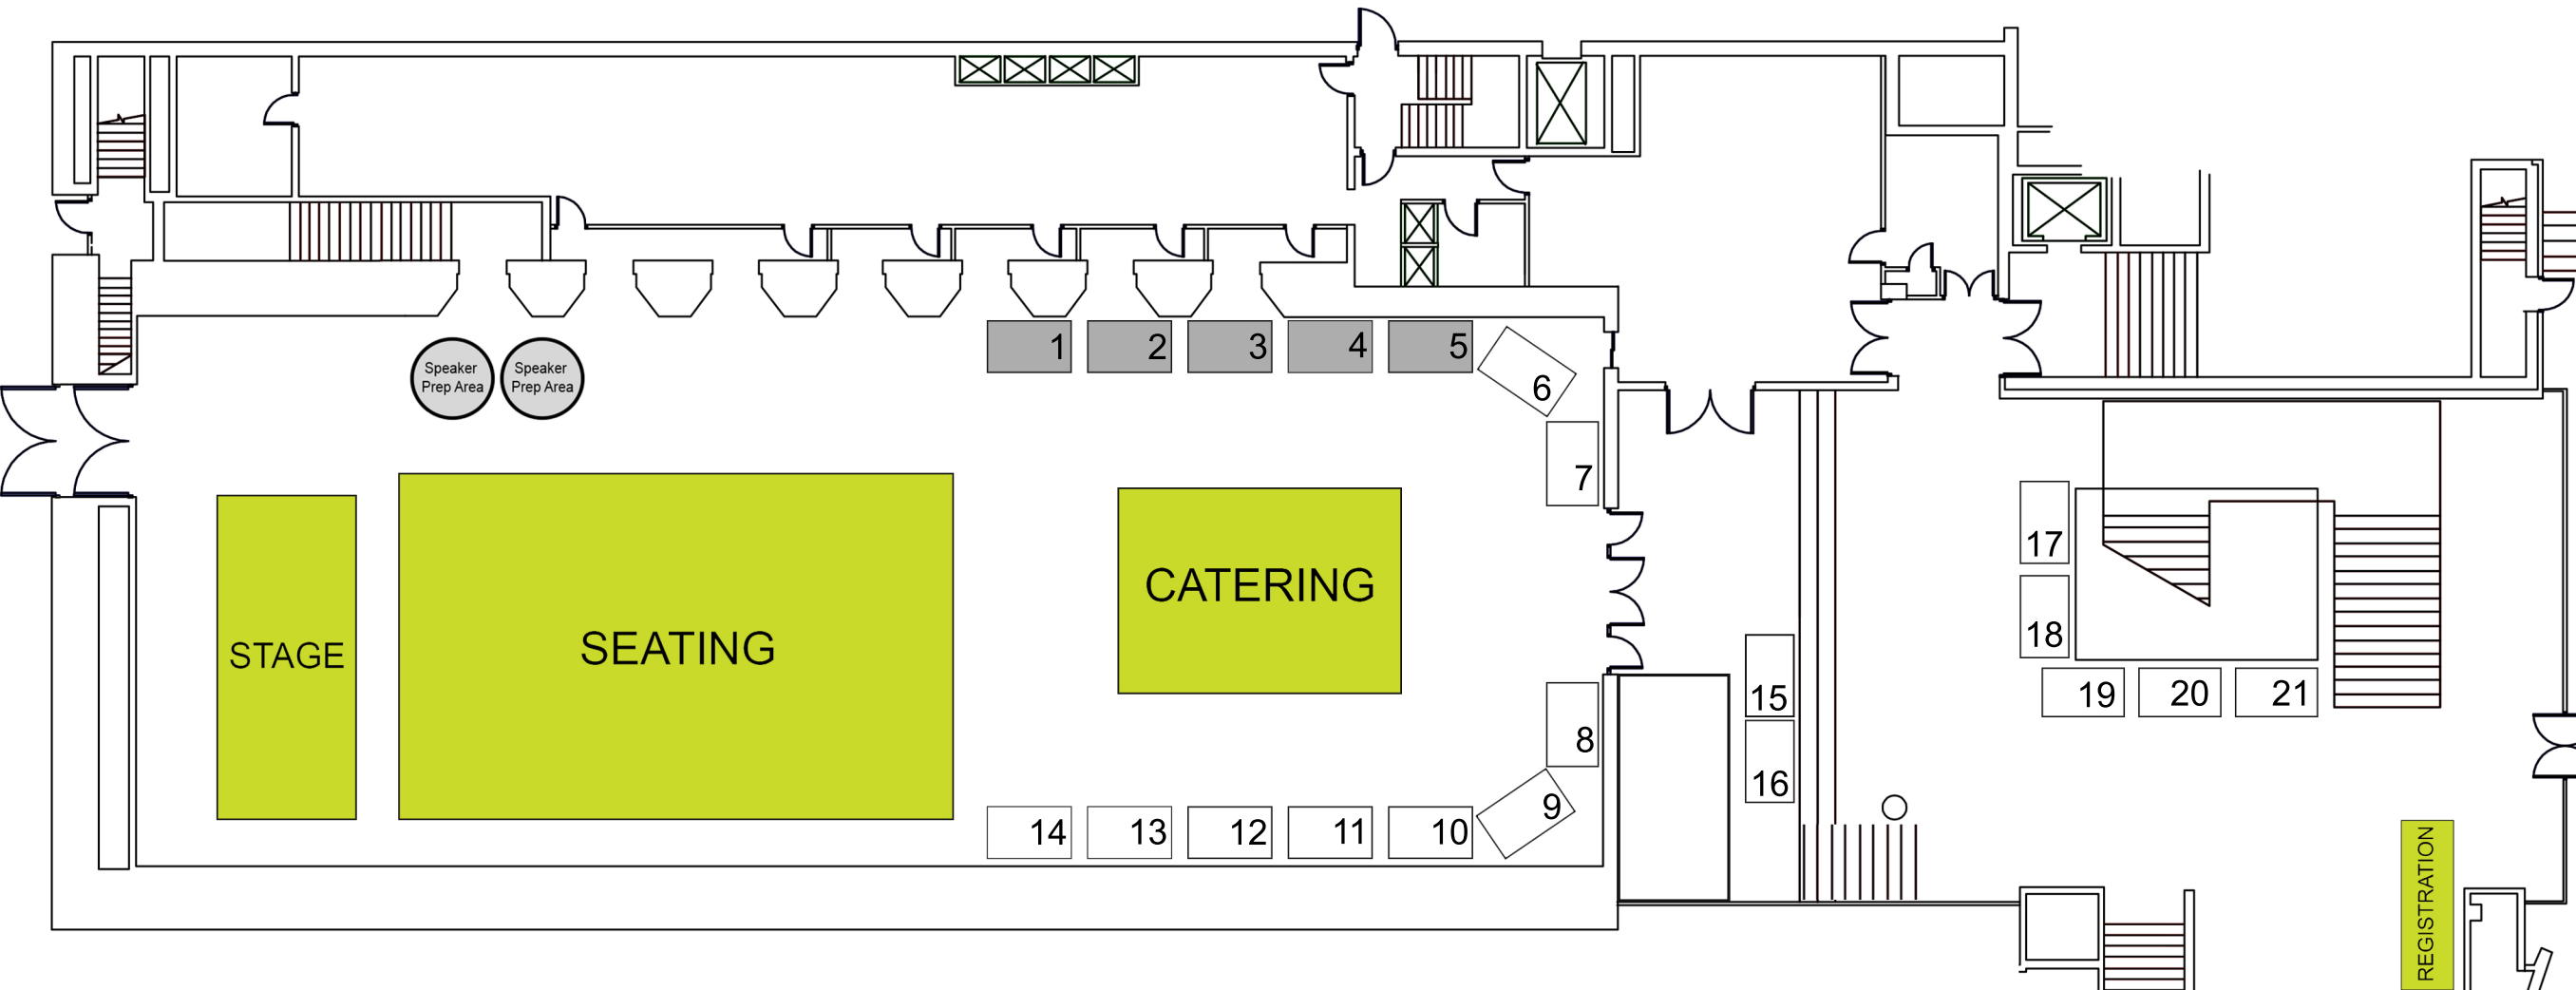 Speaker
Prep Area
Speaker
Prep Area
1
2
3
4
5
6
7
STAGE
SEATING
CATERING
8
9
14
13
12
11
10
15
16
17
18
19
20
21
REGISTRATION